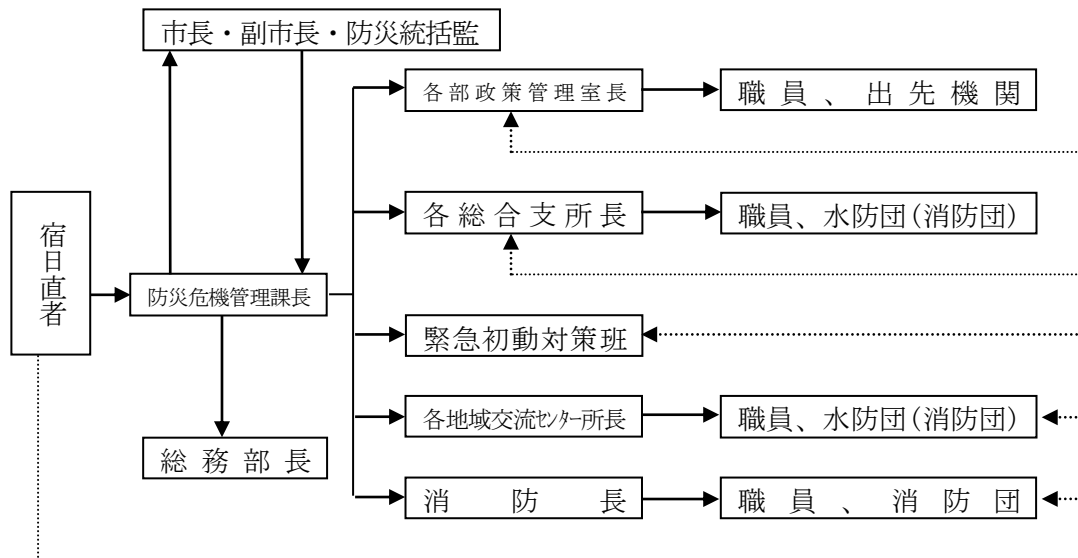 市長・副市長・防災統括監
各部政策管理室長
職員、出先機関
宿日直者
各総合支所長
職員、水防団(消防団)
防災危機管理課長
緊急初動対策班
各地域交流センター所長
職員、水防団(消防団)
総務部長
消防長
職員、消防団